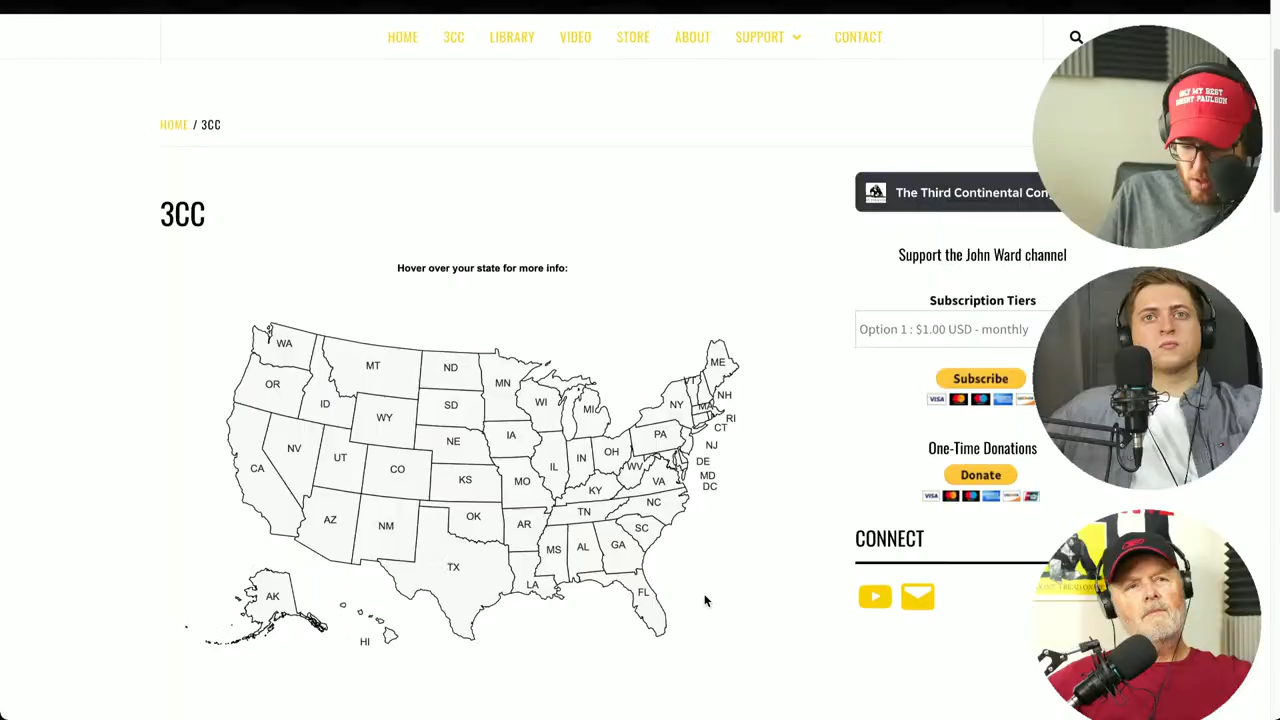 HOME 3CC LIBRARY VIDEO STORE ABOUT SUPPORT CONTACT
HOME / 3CC
3CC
Hover over your state for more info:
WA
OR
CA
NV
ID
MT
WY
UT
CO
AZ
NM
ND
SD
NE
KS
OK
TX
MN
IA
MO
AR
LA
WI
IL
MI
IN
OH
KY
TN
MS
AL
GA
FL
SC
NC
VA
WV
PA
NY
VT
ME
NH
MA
RI
CT
NJ
DE
MD
DC
AK
HI
The Third Continental Con
Support the John Ward channel
Subscription Tiers
Option 1 : $1.00 USD - monthly
Subscribe
VISA
One-Time Donations
Donate
VISA
CONNECT